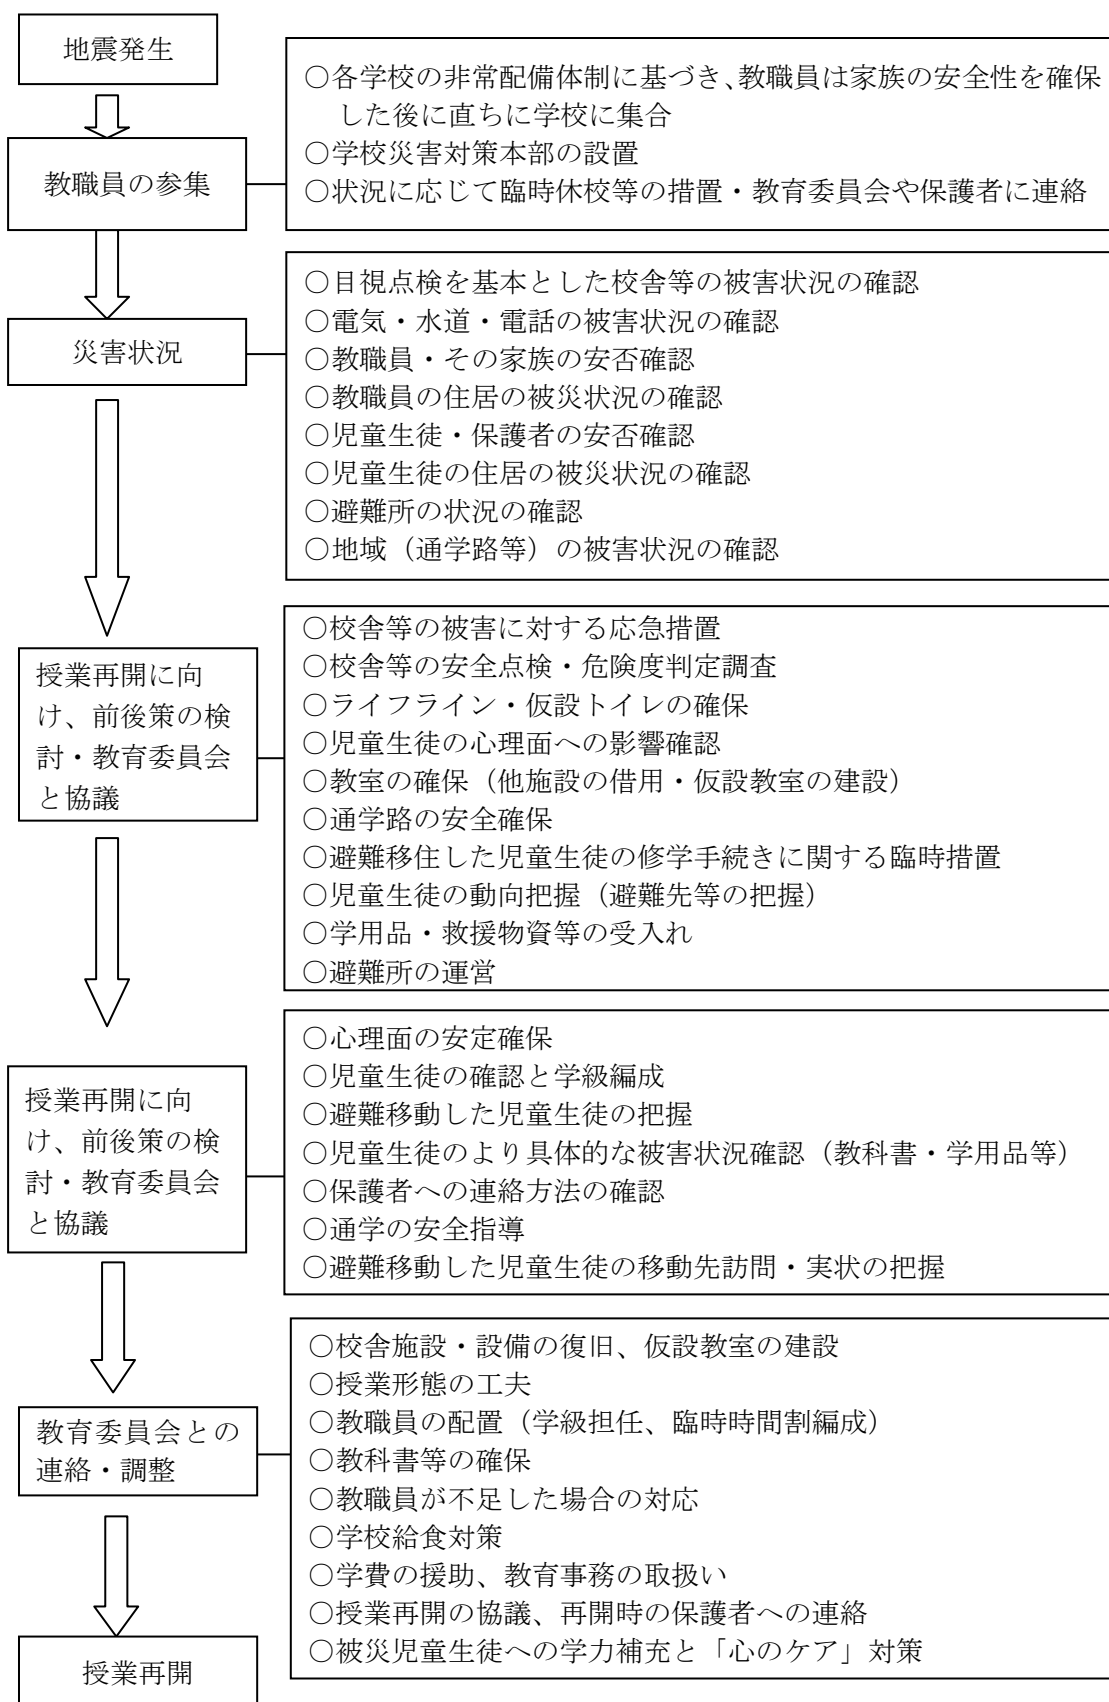 地震発生
○各学校の非常配備体制に基づき、教職員は家族の安全性を確保
した後に直ちに学校に集合
○学校災害対策本部の設置
○状況に応じて臨時休校等の措置・教育委員会や保護者に連絡
教職員の参集
○目視点検を基本とした校舎等の被害状況の確認
○電気・水道・電話の被害状況の確認
○教職員・その家族の安否確認
○教職員の住居の被災状況の確認
○児童生徒・保護者の安否確認
○児童生徒の住居の被災状況の確認
○避難所の状況の確認
○地域（通学路等）の被害状況の確認
災害状況
○校舎等の被害に対する応急措置
○校舎等の安全点検・危険度判定調査
○ライフライン・仮設トイレの確保
○児童生徒の心理面への影響確認
○教室の確保（他施設の借用・仮設教室の建設）
○通学路の安全確保
○避難移住した児童生徒の修学手続きに関する臨時措置
○児童生徒の動向把握（避難先等の把握）
○学用品・救援物資等の受入れ
○避難所の運営
授業再開に向
け、前後策の検
討・教育委員会
と協議
○心理面の安定確保
○児童生徒の確認と学級編成
○避難移動した児童生徒の把握
○児童生徒のより具体的な被害状況確認（教科書・学用品等）
○保護者への連絡方法の確認
○通学の安全指導
○避難移動した児童生徒の移動先訪問・実状の把握
授業再開に向
け、前後策の検
討・教育委員会
と協議
○校舎施設・設備の復旧、仮設教室の建設
○授業形態の工夫
○教職員の配置（学級担任、臨時時間割編成）
○教科書等の確保
○教職員が不足した場合の対応
○学校給食対策
○学費の援助、教育事務の取扱い
○授業再開の協議、再開時の保護者への連絡
○被災児童生徒への学力補充と「心のケア」対策
教育委員会との
連絡・調整
授業再開